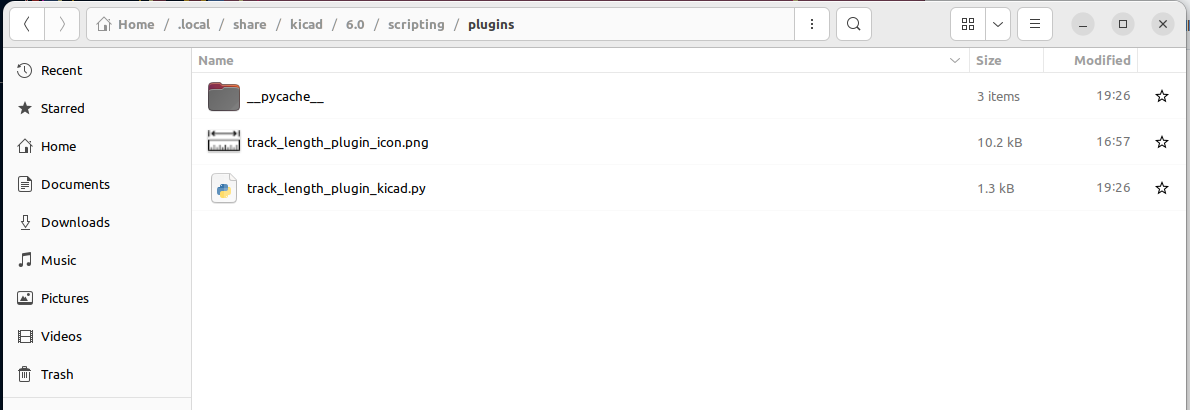 Home / .local / share / kicad / 6.0 / scripting / plugins
Name Size Modified
Recent
Starred
Home
Documents
Downloads
Music
Pictures
Videos
Trash
__pycache__ 3 items 19:26
track_length_plugin_icon.png 10.2 kB 16:57
track_length_plugin_kicad.py 1.3 kB 19:26